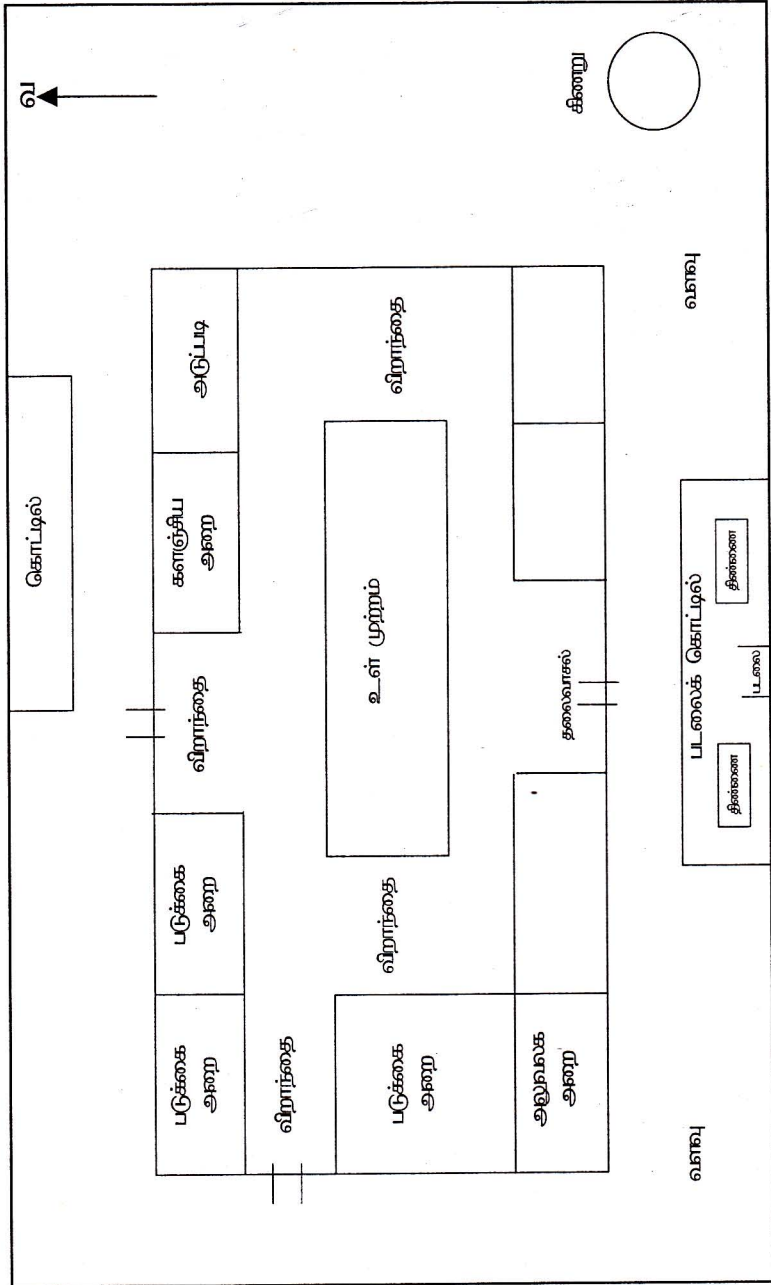 வ
கொட்டில்
கிணறு
படுக்கை
அறை
படுக்கை
அறை
விறாந்தை
களஞ்சிய
அறை
அடுப்படி
விறாந்தை
விறாந்தை
உள் முற்றம்
விறாந்தை
படுக்கை
அறை
அலுவலக
அறை
தலைவாசல்
வளவு
படலைக் கொட்டில்
திண்ணை
படலை
திண்ணை
வளவு